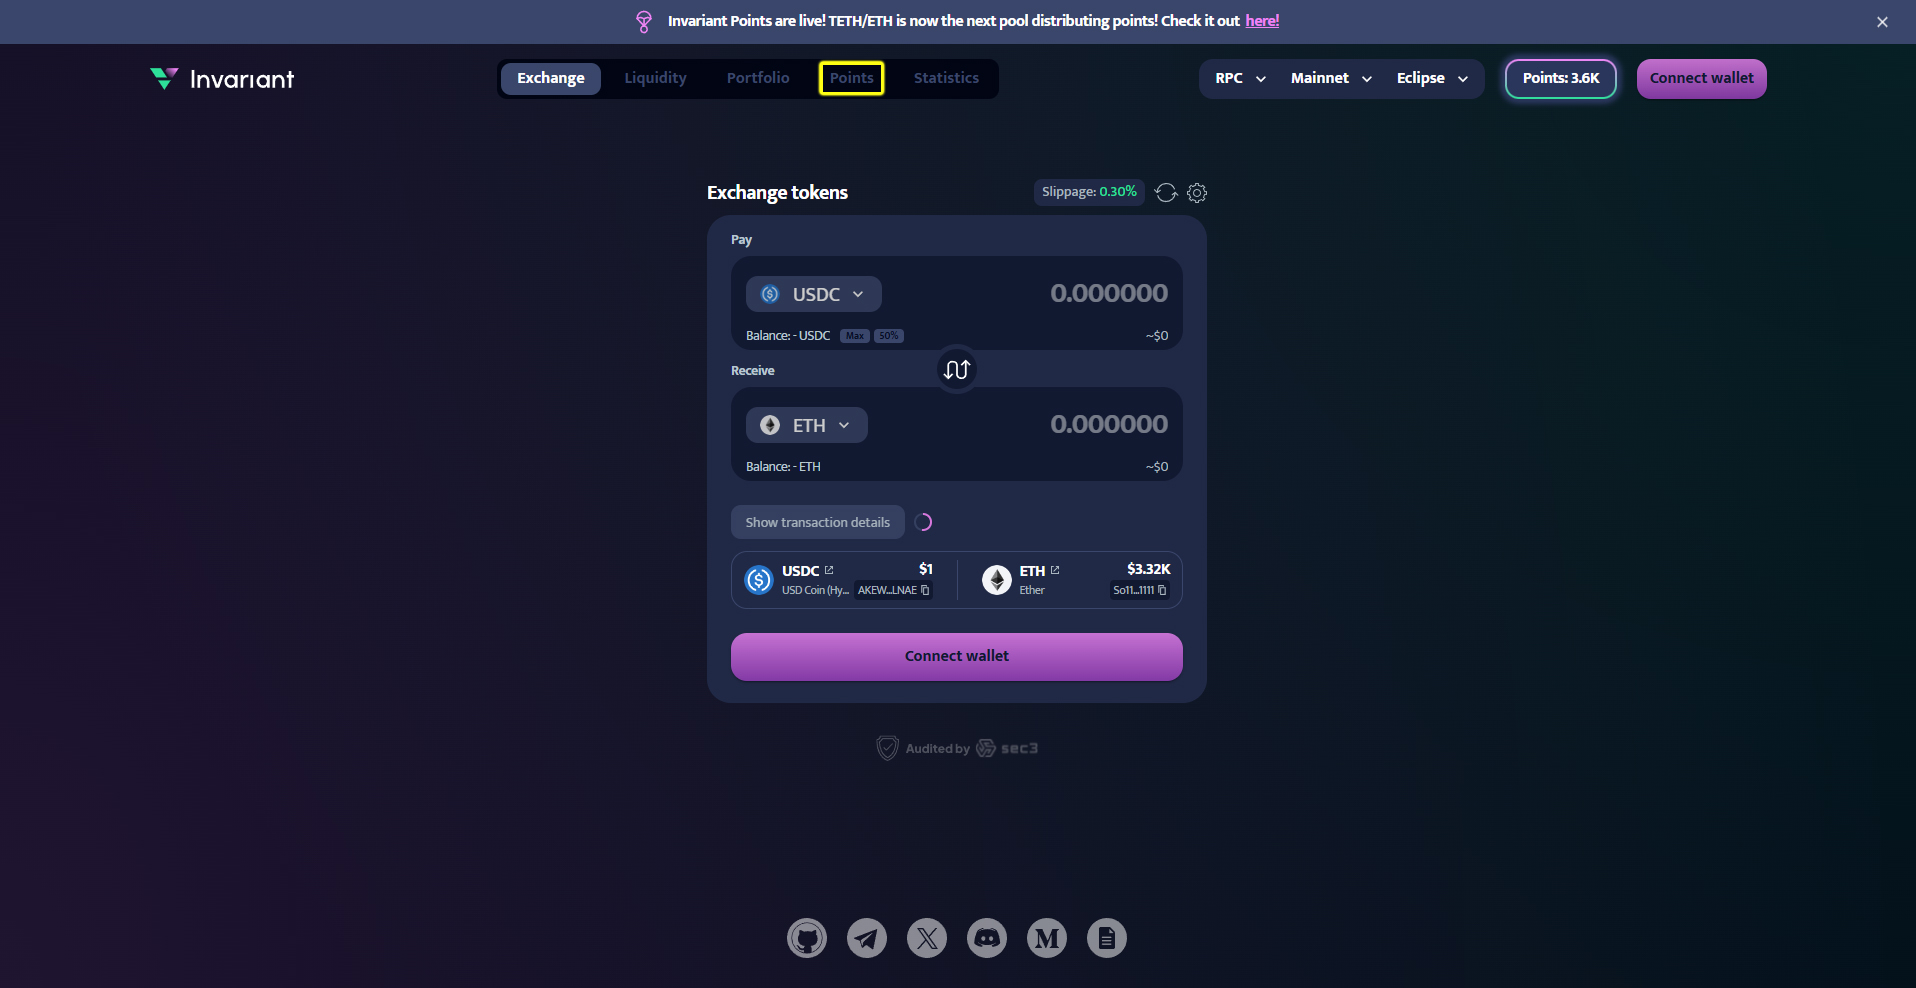 Invariant Points are live! TETH/ETH is now the next pool distributing points! Check it out here!
Invariant
Exchange
Liquidity
Portfolio
Points
Statistics
RPC
Mainnet
Eclipse
Points: 3.6K
Connect wallet
Exchange tokens
Slippage: 0.30%
Pay
USDC
0.000000
Balance: - USDC
Max
50%
~$0
Receive
ETH
0.000000
Balance: - ETH
~$0
Show transaction details
USDC
$1
USD Coin (Hy...
AKEW...LNAE
ETH
$3.32K
Ether
So11...1111
Connect wallet
Audited by sec3